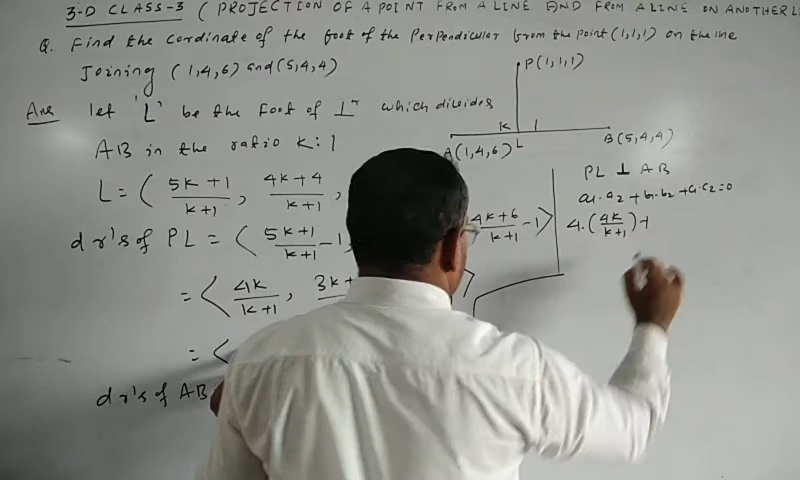 3-D CLASS-3 ( PROJECTION OF A POINT FROM A LINE AND FROM A LINE ON ANOTHER LI
Q. Find the cordinate of the foot of the Perpendicular from the point (1,1,1) on the line
Joining (1,4,6) and (5,4,4)
Ans let 'L' be the Foot of ⊥r which divides
AB in the ratio K:1
L = ( 5K+1/K+1 , 4K+4/K+1 ,
dr's of PL = < 5K+1/K+1 -1, 4K+6/K+1 -1 >
= < 4K/K+1 , 3K+ >
= <
dr's of AB
P(1,1,1)
K 1
A(1,4,6) L B(5,4,4)
PL ⊥ AB
a1.a2 + b1.b2 + c1.c2 = 0
4.(4K/K+1) +